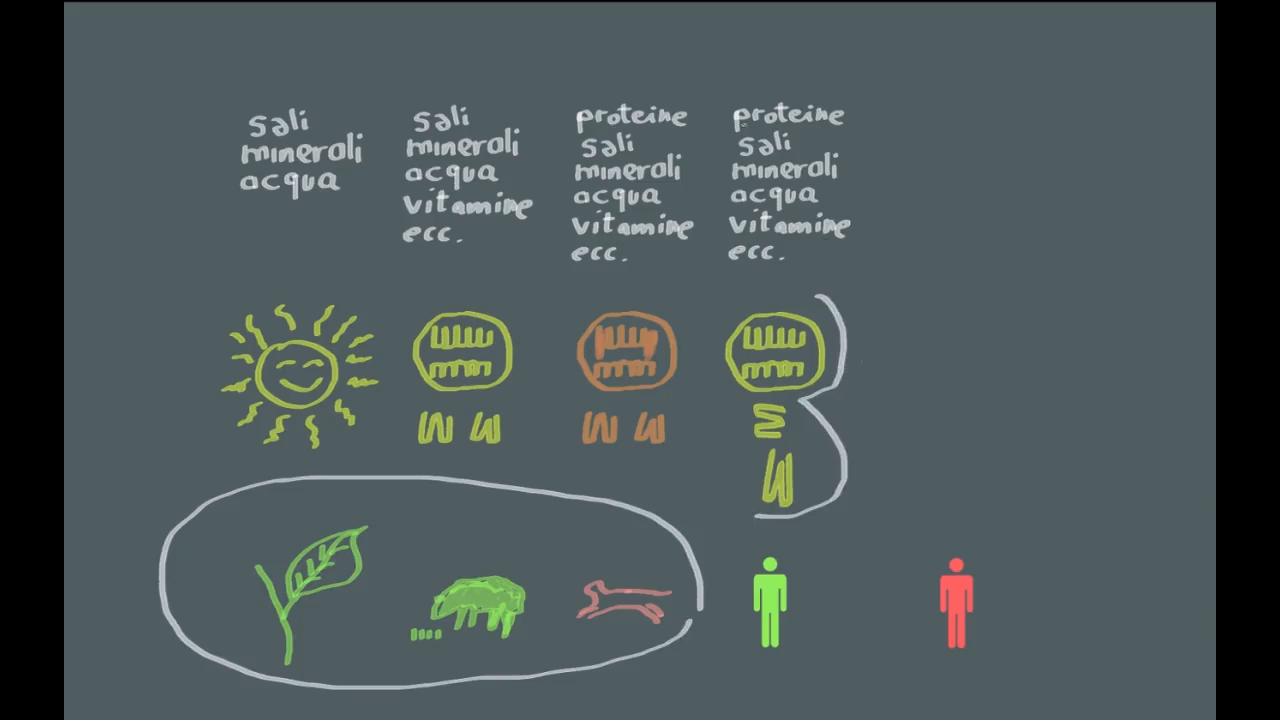 sali
minerali
acqua
sali
minerali
acqua
vitamine
ecc.
proteine
sali
minerali
acqua
vitamine
ecc.
proteine
sali
minerali
acqua
vitamine
ecc.